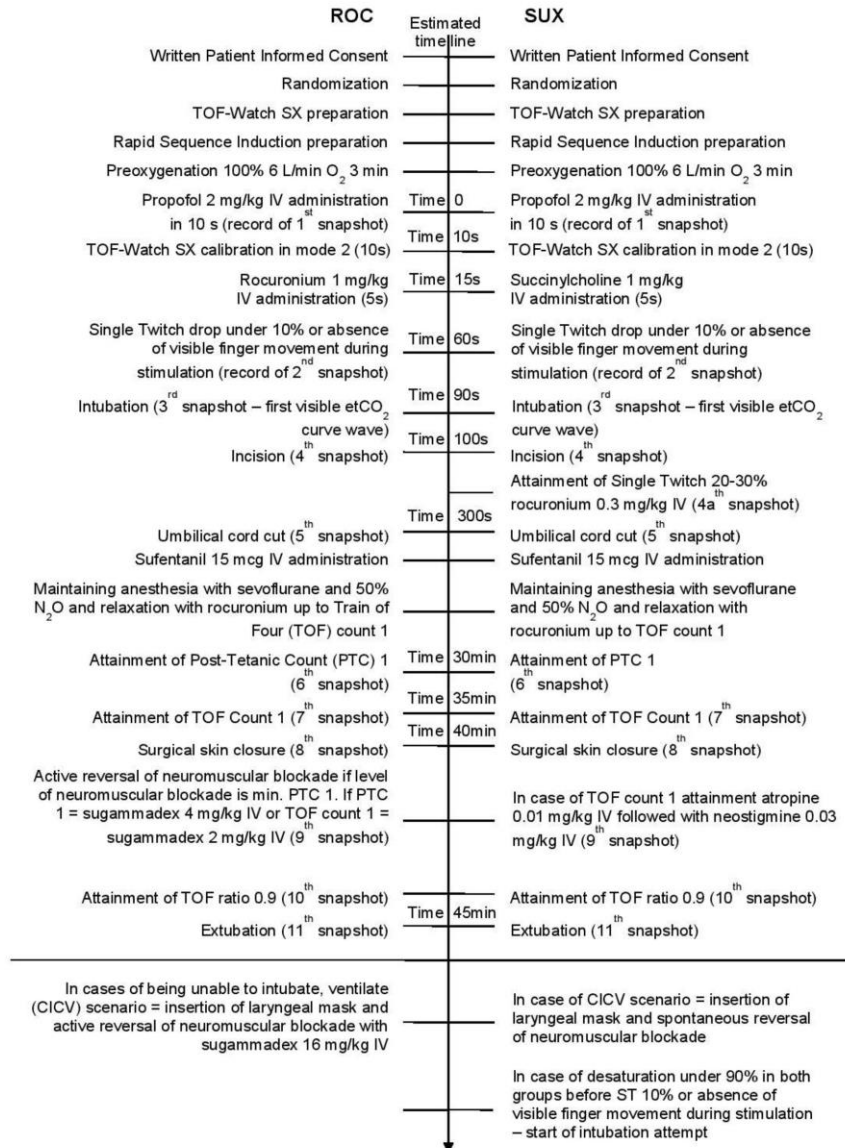 ROC
Estimated
time line
SUX
Written Patient Informed Consent
Written Patient Informed Consent
Randomization
Randomization
TOF-Watch SX preparation
TOF-Watch SX preparation
Rapid Sequence Induction preparation
Rapid Sequence Induction preparation
Preoxygenation 100% 6 L/min O2 3 min
Preoxygenation 100% 6 L/min O2 3 min
Propofol 2 mg/kg IV administration
in 10 s (record of 1st snapshot)
Time 0
Propofol 2 mg/kg IV administration
in 10 s (record of 1st snapshot)
TOF-Watch SX calibration in mode 2 (10s)
Time 10s
TOF-Watch SX calibration in mode 2 (10s)
Rocuronium 1 mg/kg
IV administration (5s)
Time 15s
Succinylcholine 1 mg/kg
IV administration (5s)
Single Twitch drop under 10% or absence
of visible finger movement during
stimulation (record of 2nd snapshot)
Time 60s
Single Twitch drop under 10% or absence
of visible finger movement during
stimulation (record of 2nd snapshot)
Intubation (3rd snapshot – first visible etCO2
curve wave)
Time 90s
Intubation (3rd snapshot – first visible etCO2
curve wave)
Incision (4th snapshot)
Time 100s
Incision (4th snapshot)
Attainment of Single Twitch 20-30%
rocuronium 0.3 mg/kg IV (4ath snapshot)
Umbilical cord cut (5th snapshot)
Time 300s
Umbilical cord cut (5th snapshot)
Sufentanil 15 mcg IV administration
Sufentanil 15 mcg IV administration
Maintaining anesthesia with sevoflurane and 50%
N2O and relaxation with rocuronium up to Train of
Four (TOF) count 1
Maintaining anesthesia with sevoflurane
and 50% N2O and relaxation with
rocuronium up to TOF count 1
Attainment of Post-Tetanic Count (PTC) 1
(6th snapshot)
Time 30min
Attainment of PTC 1
(6th snapshot)
Attainment of TOF Count 1 (7th snapshot)
Time 35min
Attainment of TOF Count 1 (7th snapshot)
Surgical skin closure (8th snapshot)
Time 40min
Surgical skin closure (8th snapshot)
Active reversal of neuromuscular blockade if level
of neuromuscular blockade is min. PTC 1. If PTC
1 = sugammadex 4 mg/kg IV or TOF count 1 =
sugammadex 2 mg/kg IV (9th snapshot)
In case of TOF count 1 attainment atropine
0.01 mg/kg IV followed with neostigmine 0.03
mg/kg IV (9th snapshot)
Attainment of TOF ratio 0.9 (10th snapshot)
Attainment of TOF ratio 0.9 (10th snapshot)
Extubation (11th snapshot)
Time 45min
Extubation (11th snapshot)
In cases of being unable to intubate, ventilate
(CICV) scenario = insertion of laryngeal mask and
active reversal of neuromuscular blockade with
sugammadex 16 mg/kg IV
In case of CICV scenario = insertion of
laryngeal mask and spontaneous reversal
of neuromuscular blockade
In case of desaturation under 90% in both
groups before ST 10% or absence of
visible finger movement during stimulation
– start of intubation attempt